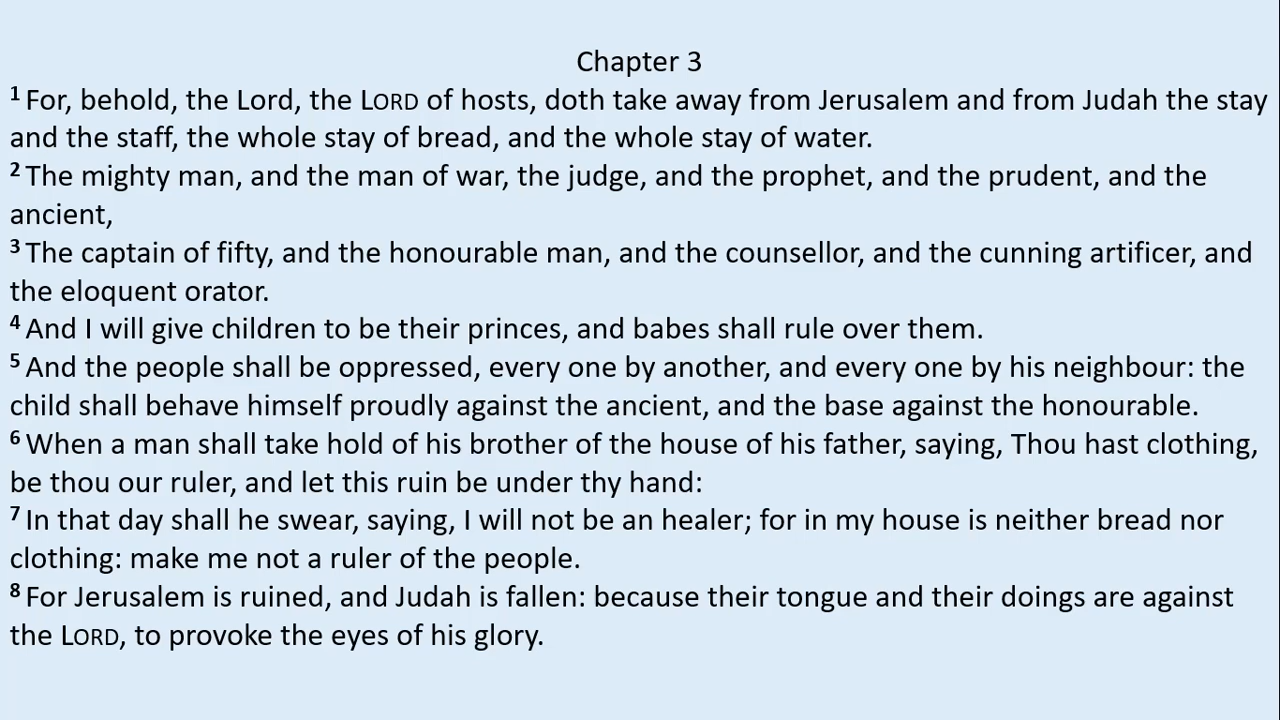 Chapter 3
1 For, behold, the Lord, the LORD of hosts, doth take away from Jerusalem and from Judah the stay
and the staff, the whole stay of bread, and the whole stay of water.
2 The mighty man, and the man of war, the judge, and the prophet, and the prudent, and the
ancient,
3 The captain of fifty, and the honourable man, and the counsellor, and the cunning artificer, and
the eloquent orator.
4 And I will give children to be their princes, and babes shall rule over them.
5 And the people shall be oppressed, every one by another, and every one by his neighbour: the
child shall behave himself proudly against the ancient, and the base against the honourable.
6 When a man shall take hold of his brother of the house of his father, saying, Thou hast clothing,
be thou our ruler, and let this ruin be under thy hand:
7 In that day shall he swear, saying, I will not be an healer; for in my house is neither bread nor
clothing: make me not a ruler of the people.
8 For Jerusalem is ruined, and Judah is fallen: because their tongue and their doings are against
the LORD, to provoke the eyes of his glory.